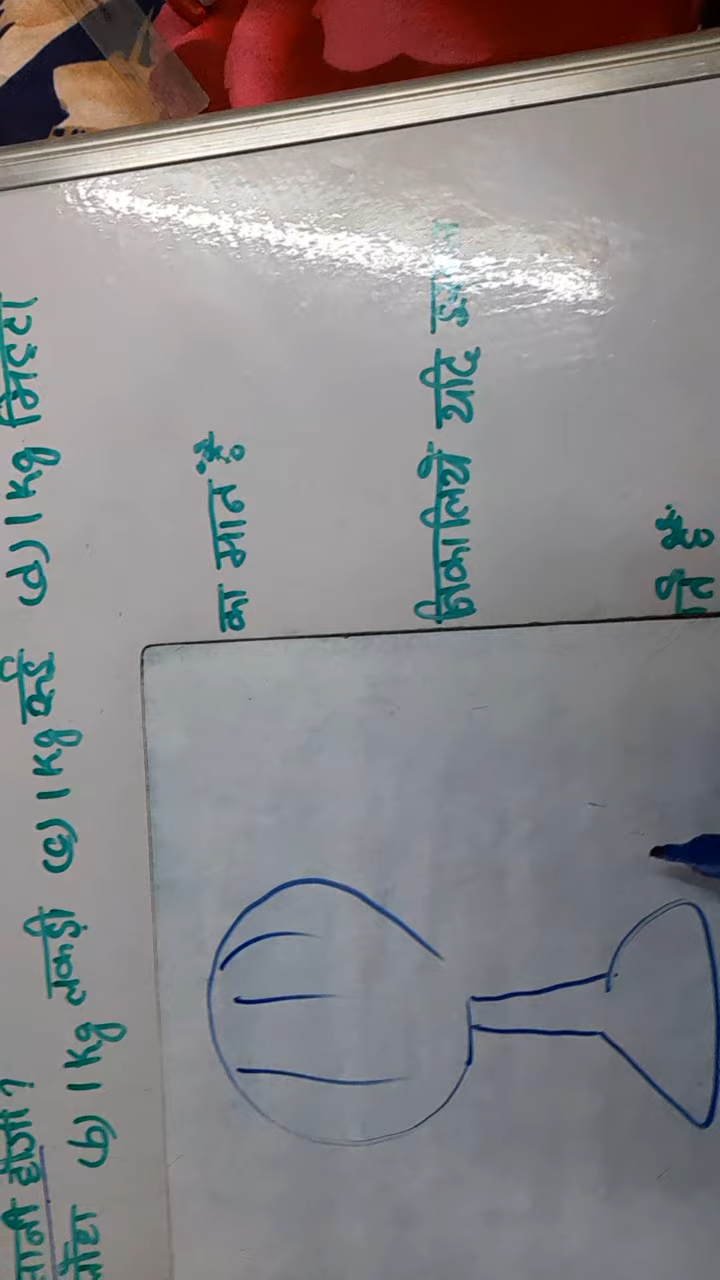 होगी ?
(b) 1 Kg लकड़ी (c) 1 Kg रुई (d) 1 Kg मिट्टी
का मान है
निकालिये यदि
हैं